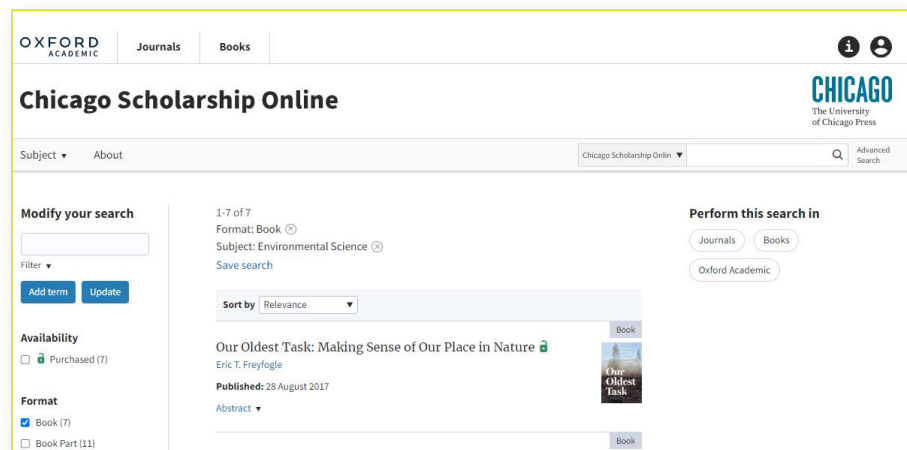 OXFORD
ACADEMIC
Journals
Books
Chicago Scholarship Online
CHICAGO
The University
of Chicago Press
Subject
About
Chicago Scholarship Onlin
Advanced
Search
Modify your search
Filter
Add term
Update
Availability
Purchased (7)
Format
Book (7)
Book Part (11)
1-7 of 7
Format: Book
Subject: Environmental Science
Save search
Sort by Relevance
Book
Our Oldest Task: Making Sense of Our Place in Nature
Eric T. Freyfogle
Published: 28 August 2017
Abstract
Our
Oldest
Task
Book
Perform this search in
Journals
Books
Oxford Academic